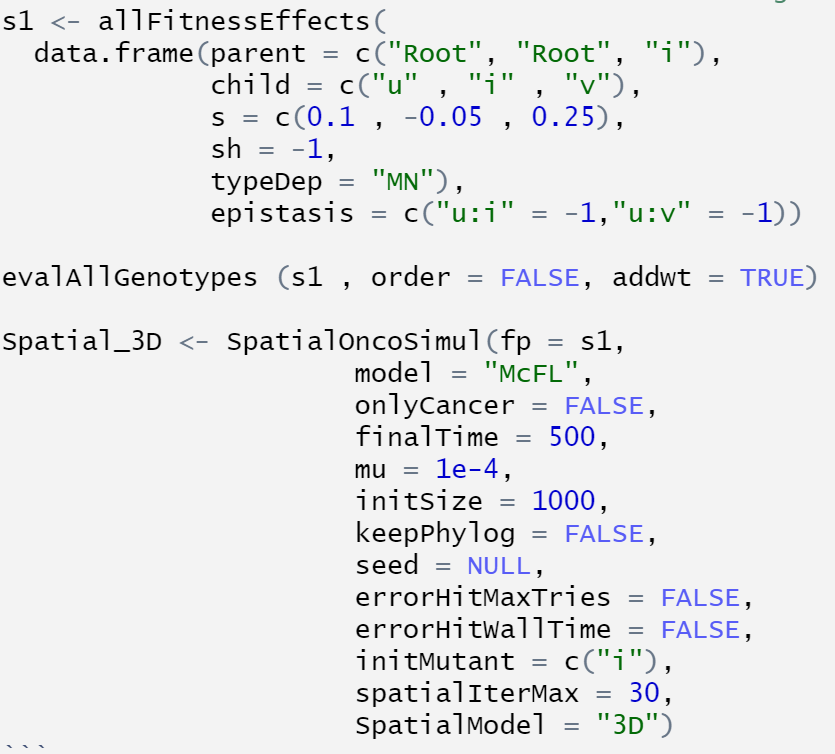 s1 <- allFitnessEffects(
  data.frame(parent = c("Root", "Root", "i"),
             child = c("u" , "i" , "v"),
             s = c(0.1 , -0.05 , 0.25),
             sh = -1,
             typeDep = "MN"),
             epistasis = c("u:i" = -1,"u:v" = -1))
evalAllGenotypes (s1 , order = FALSE, addwt = TRUE)
Spatial_3D <- SpatialOncoSimul(fp = s1,
                      model = "McFL",
                      onlyCancer = FALSE,
                      finalTime = 500,
                      mu = 1e-4,
                      initSize = 1000,
                      keepPhylog = FALSE,
                      seed = NULL,
                      errorHitMaxTries = FALSE,
                      errorHitWallTime = FALSE,
                      initMutant = c("i"),
                      spatialIterMax = 30,
                      SpatialModel = "3D")
```